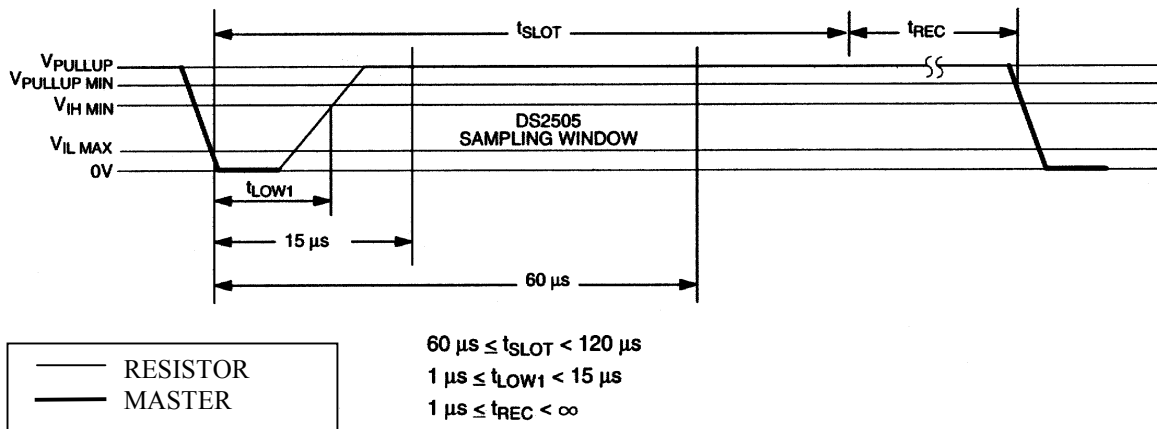 tSLOT
tREC
VPULLUP
VPULLUP MIN
VIH MIN
VIL MAX
0V
DS2505
SAMPLING WINDOW
tLOW1
15 µs
60 µs
60 µs ≤ tSLOT < 120 µs
1 µs ≤ tLOW1 < 15 µs
1 µs ≤ tREC < ∞
RESISTOR
MASTER